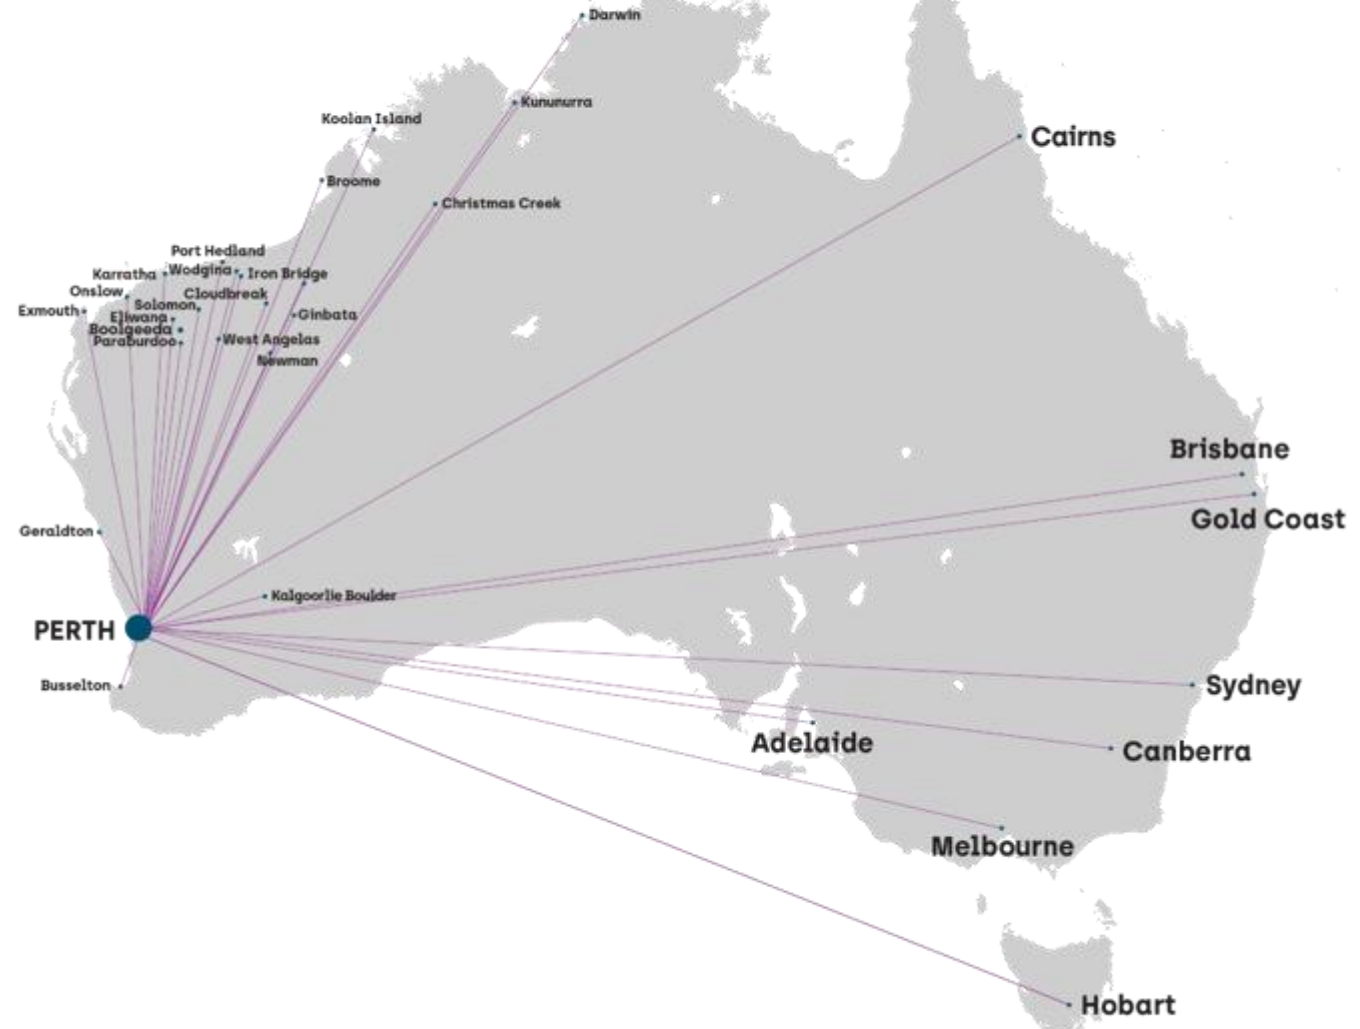 Darwin
Kununurra
Koolan Island
Cairns
Broome
Christmas Creek
Port Hedland
Karratha
Wodgina
Iron Bridge
Onslow
Cloudbreak
Solomon
Exmouth
Eliwana
Ginbata
Boolgeeda
Paraburdoo
West Angelas
Newman
Brisbane
Gold Coast
Geraldton
Kalgoorlie Boulder
PERTH
Busselton
Sydney
Adelaide
Canberra
Melbourne
Hobart